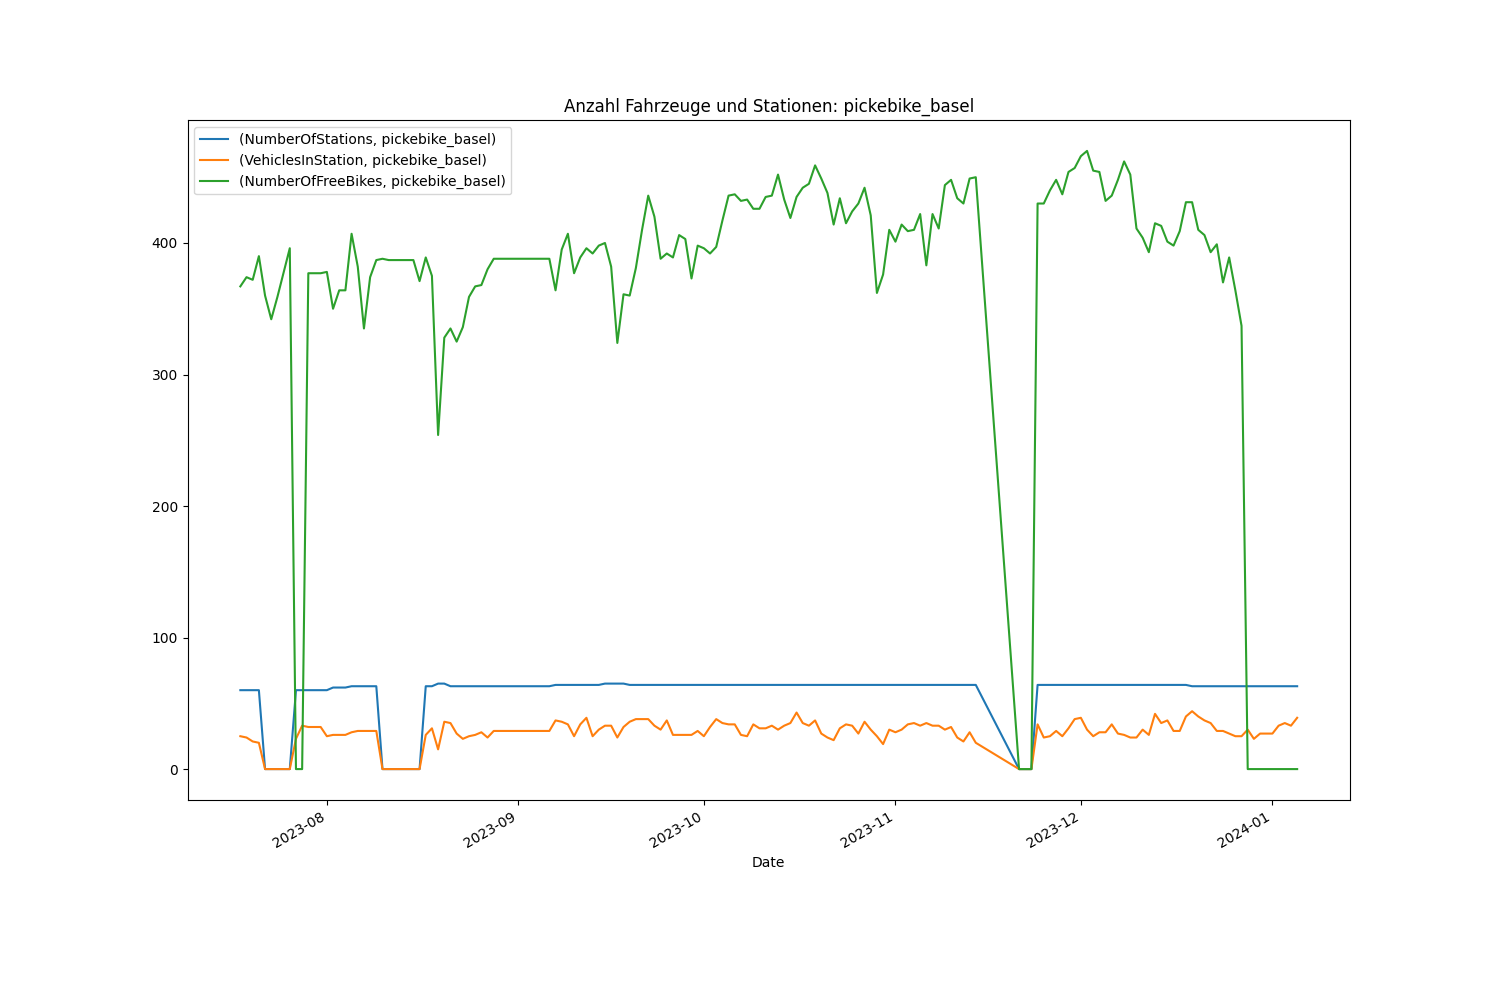 Anzahl Fahrzeuge und Stationen: pickebike_basel
(NumberOfStations, pickebike_basel)
(VehiclesInStation, pickebike_basel)
(NumberOfFreeBikes, pickebike_basel)
400
300
200
100
0
2023-08
2023-09
2023-10
2023-11
2023-12
2024-01
Date